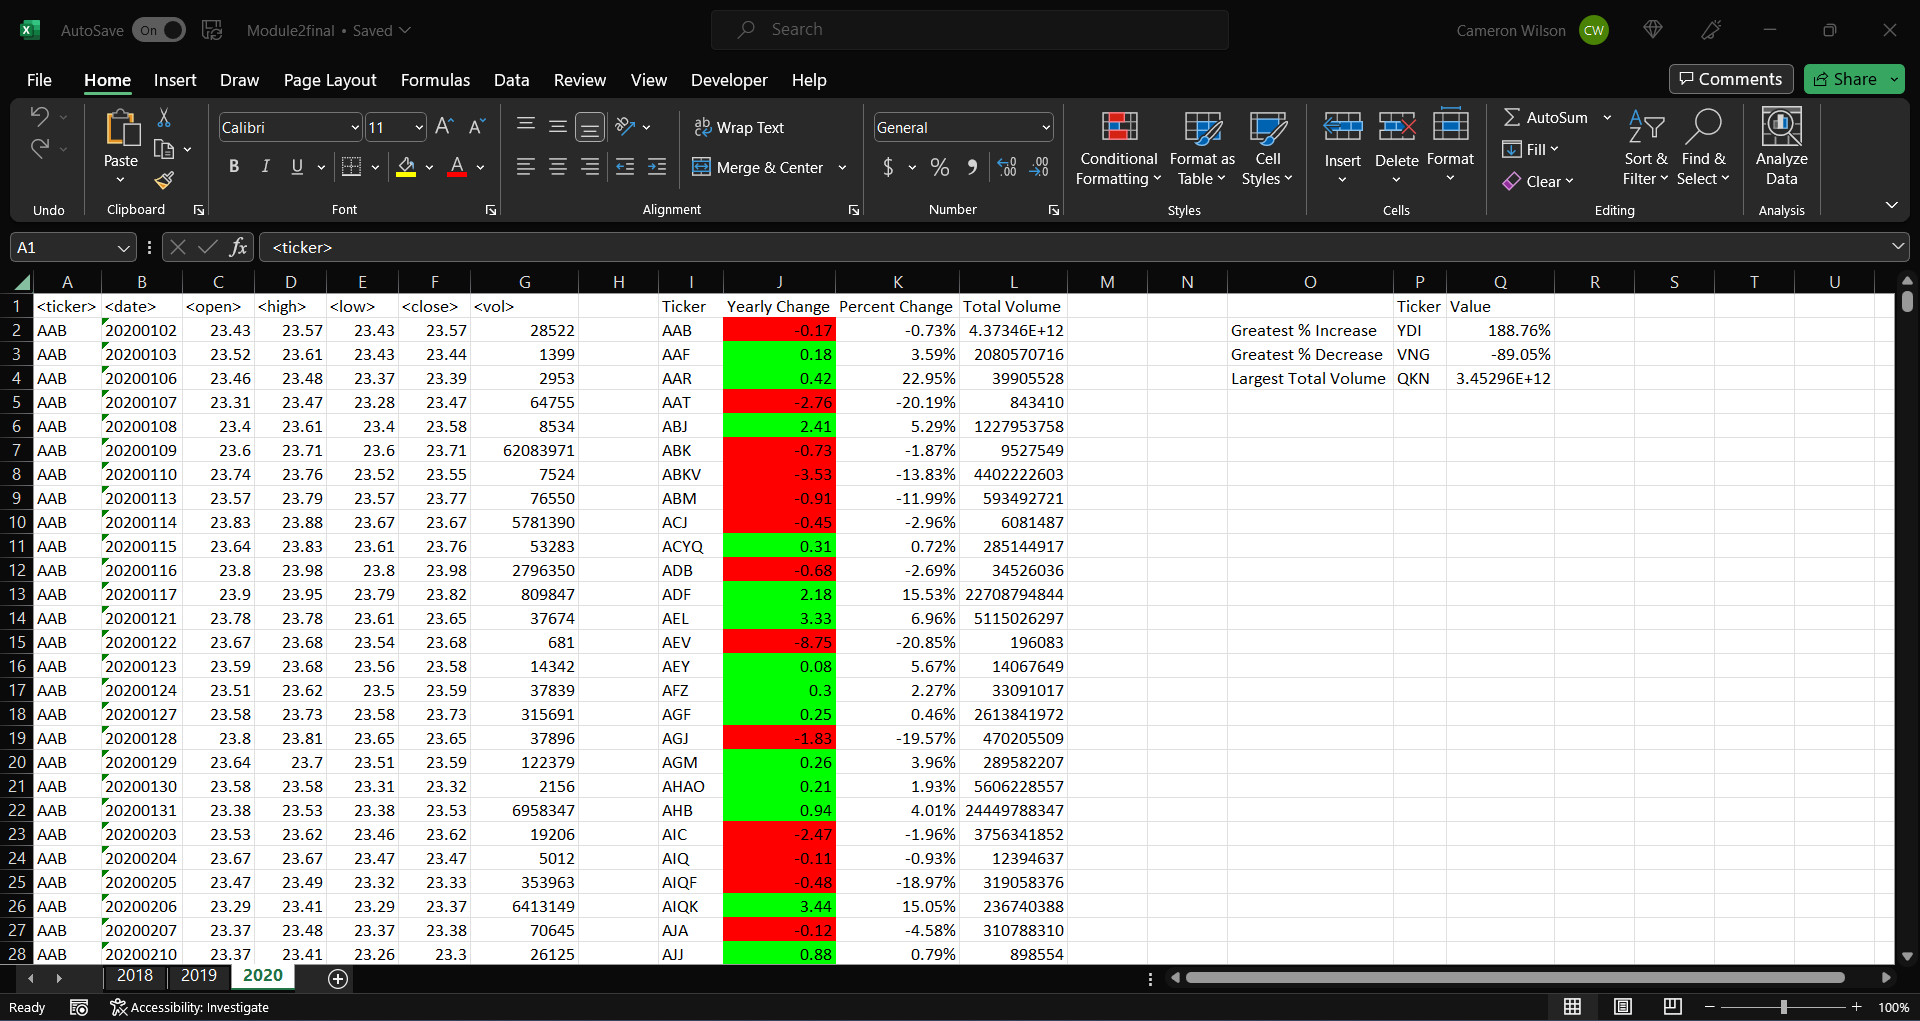 AutoSave On Module2final • Saved Search Cameron Wilson CW
File Home Insert Draw Page Layout Formulas Data Review View Developer Help Comments Share
Calibri 11 Wrap Text General AutoSum
Paste Merge & Center Conditional Formatting Format as Table Cell Styles Insert Delete Format Fill Clear Sort & Filter Find & Select Analyze Data
Undo Clipboard Font Alignment Number Styles Cells Editing Analysis
A1 fx <ticker>
A B C D E F G H I J K L M N O P Q R S T U
1 <ticker> <date> <open> <high> <low> <close> <vol> Ticker Yearly Change Percent Change Total Volume Ticker Value
2 AAB 20200102 23.43 23.57 23.43 23.57 28522 AAB -0.17 -0.73% 4.37346E+12 Greatest % Increase YDI 188.76%
3 AAB 20200103 23.52 23.61 23.43 23.44 1399 AAF 0.18 3.59% 2080570716 Greatest % Decrease VNG -89.05%
4 AAB 20200106 23.46 23.48 23.37 23.39 2953 AAR 0.42 22.95% 39905528 Largest Total Volume QKN 3.45296E+12
5 AAB 20200107 23.31 23.47 23.28 23.47 64755 AAT -2.76 -20.19% 843410
6 AAB 20200108 23.4 23.61 23.4 23.58 8534 ABJ 2.41 5.29% 1227953758
7 AAB 20200109 23.6 23.71 23.6 23.71 62083971 ABK -0.73 -1.87% 9527549
8 AAB 20200110 23.74 23.76 23.52 23.55 7524 ABKV -3.53 -13.83% 4402222603
9 AAB 20200113 23.57 23.79 23.57 23.77 76550 ABM -0.91 -11.99% 593492721
10 AAB 20200114 23.83 23.88 23.67 23.67 5781390 ACJ -0.45 -2.96% 6081487
11 AAB 20200115 23.64 23.83 23.61 23.76 53283 ACYQ 0.31 0.72% 285144917
12 AAB 20200116 23.8 23.98 23.8 23.98 2796350 ADB -0.68 -2.69% 34526036
13 AAB 20200117 23.9 23.95 23.79 23.82 809847 ADF 2.18 15.53% 22708794844
14 AAB 20200121 23.78 23.78 23.61 23.65 37674 AEL 3.33 6.96% 5115026297
15 AAB 20200122 23.67 23.68 23.54 23.68 681 AEV -8.75 -20.85% 196083
16 AAB 20200123 23.59 23.68 23.56 23.58 14342 AEY 0.08 5.67% 14067649
17 AAB 20200124 23.51 23.62 23.5 23.59 37839 AFZ 0.3 2.27% 33091017
18 AAB 20200127 23.58 23.73 23.58 23.73 315691 AGF 0.25 0.46% 2613841972
19 AAB 20200128 23.8 23.81 23.65 23.65 37896 AGJ -1.83 -19.57% 470205509
20 AAB 20200129 23.64 23.7 23.51 23.59 122379 AGM 0.26 3.96% 289582207
21 AAB 20200130 23.58 23.58 23.31 23.32 2156 AHAO 0.21 1.93% 5606228557
22 AAB 20200131 23.38 23.53 23.38 23.53 6958347 AHB 0.94 4.01% 24449788347
23 AAB 20200203 23.53 23.62 23.46 23.62 19206 AIC -2.47 -1.96% 3756341852
24 AAB 20200204 23.67 23.67 23.47 23.47 5012 AIQ -0.11 -0.93% 12394637
25 AAB 20200205 23.47 23.49 23.32 23.33 353963 AIQF -0.48 -18.97% 319058376
26 AAB 20200206 23.29 23.41 23.29 23.37 6413149 AIQK 3.44 15.05% 236740388
27 AAB 20200207 23.37 23.48 23.37 23.38 70645 AJA -0.12 -4.58% 310788310
28 AAB 20200210 23.37 23.41 23.26 23.3 26125 AJJ 0.88 0.79% 898554
2018 2019 2020
Ready Accessibility: Investigate 100%